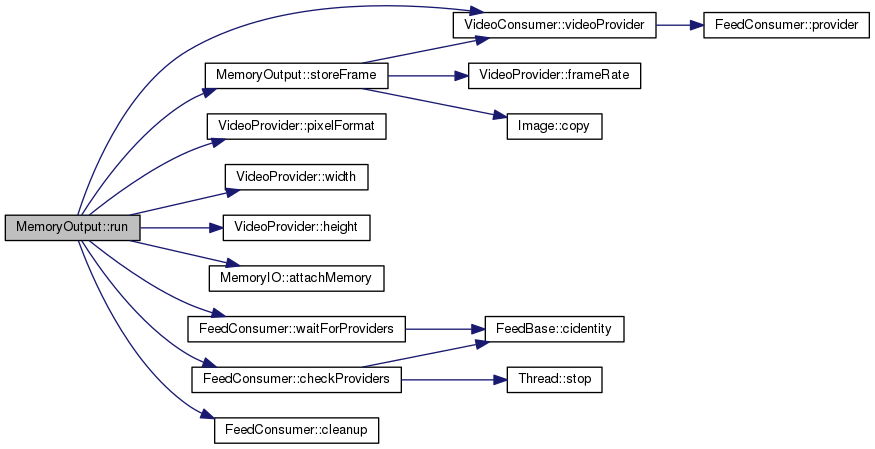 VideoConsumer::videoProvider
FeedConsumer::provider
MemoryOutput::storeFrame
VideoProvider::frameRate
VideoProvider::pixelFormat
Image::copy
VideoProvider::width
MemoryOutput::run
VideoProvider::height
MemoryIO::attachMemory
FeedConsumer::waitForProviders
FeedBase::cidentity
FeedConsumer::checkProviders
Thread::stop
FeedConsumer::cleanup